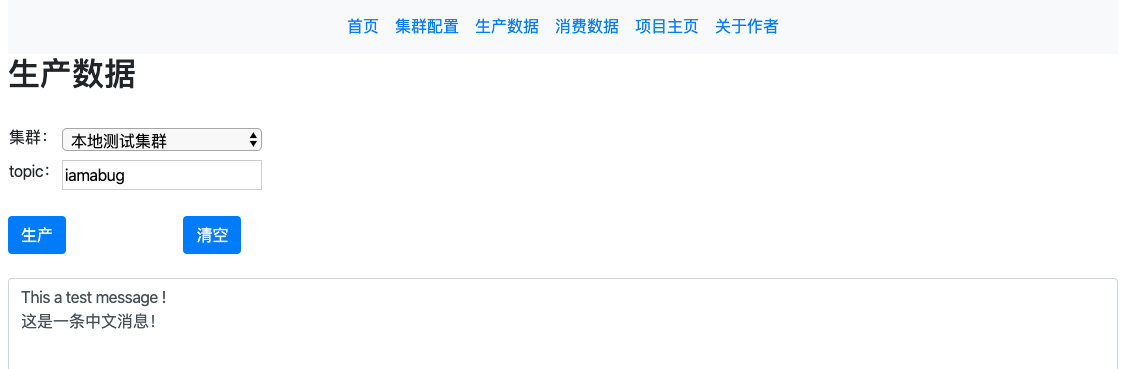 首页 集群配置 生产数据 消费数据 项目主页 关于作者
生产数据
集群： 本地测试集群
topic： iamabug
生产 清空
This a test message !
这是一条中文消息！